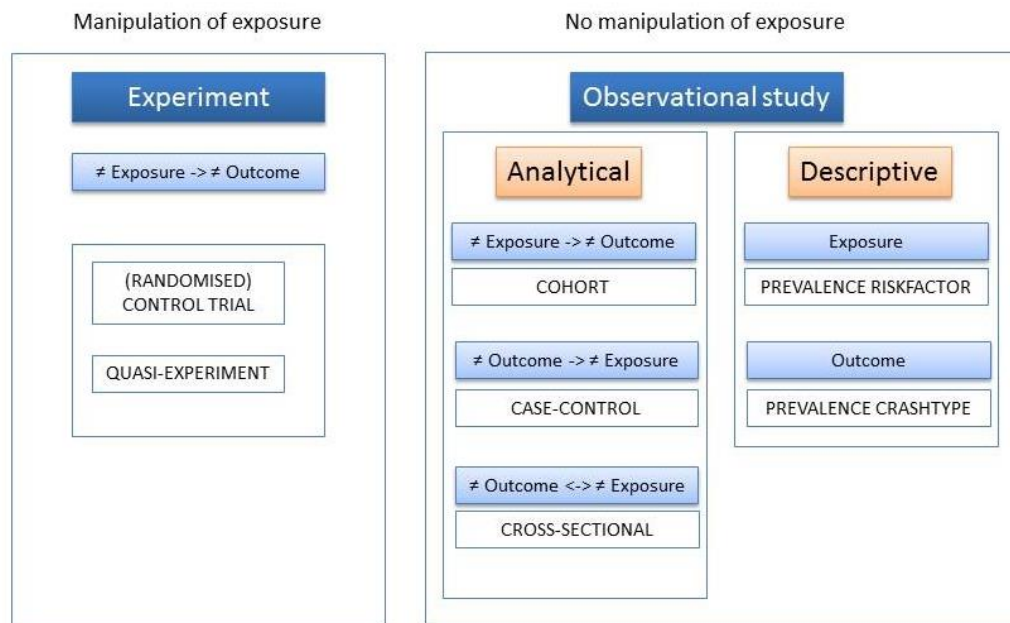 Manipulation of exposure
No manipulation of exposure
Experiment
≠ Exposure -> ≠ Outcome
(RANDOMISED)
CONTROL TRIAL
QUASI-EXPERIMENT
Observational study
Analytical
≠ Exposure -> ≠ Outcome
COHORT
≠ Outcome -> ≠ Exposure
CASE-CONTROL
≠ Outcome <-> ≠ Exposure
CROSS-SECTIONAL
Descriptive
Exposure
PREVALENCE RISKFACTOR
Outcome
PREVALENCE CRASHTYPE